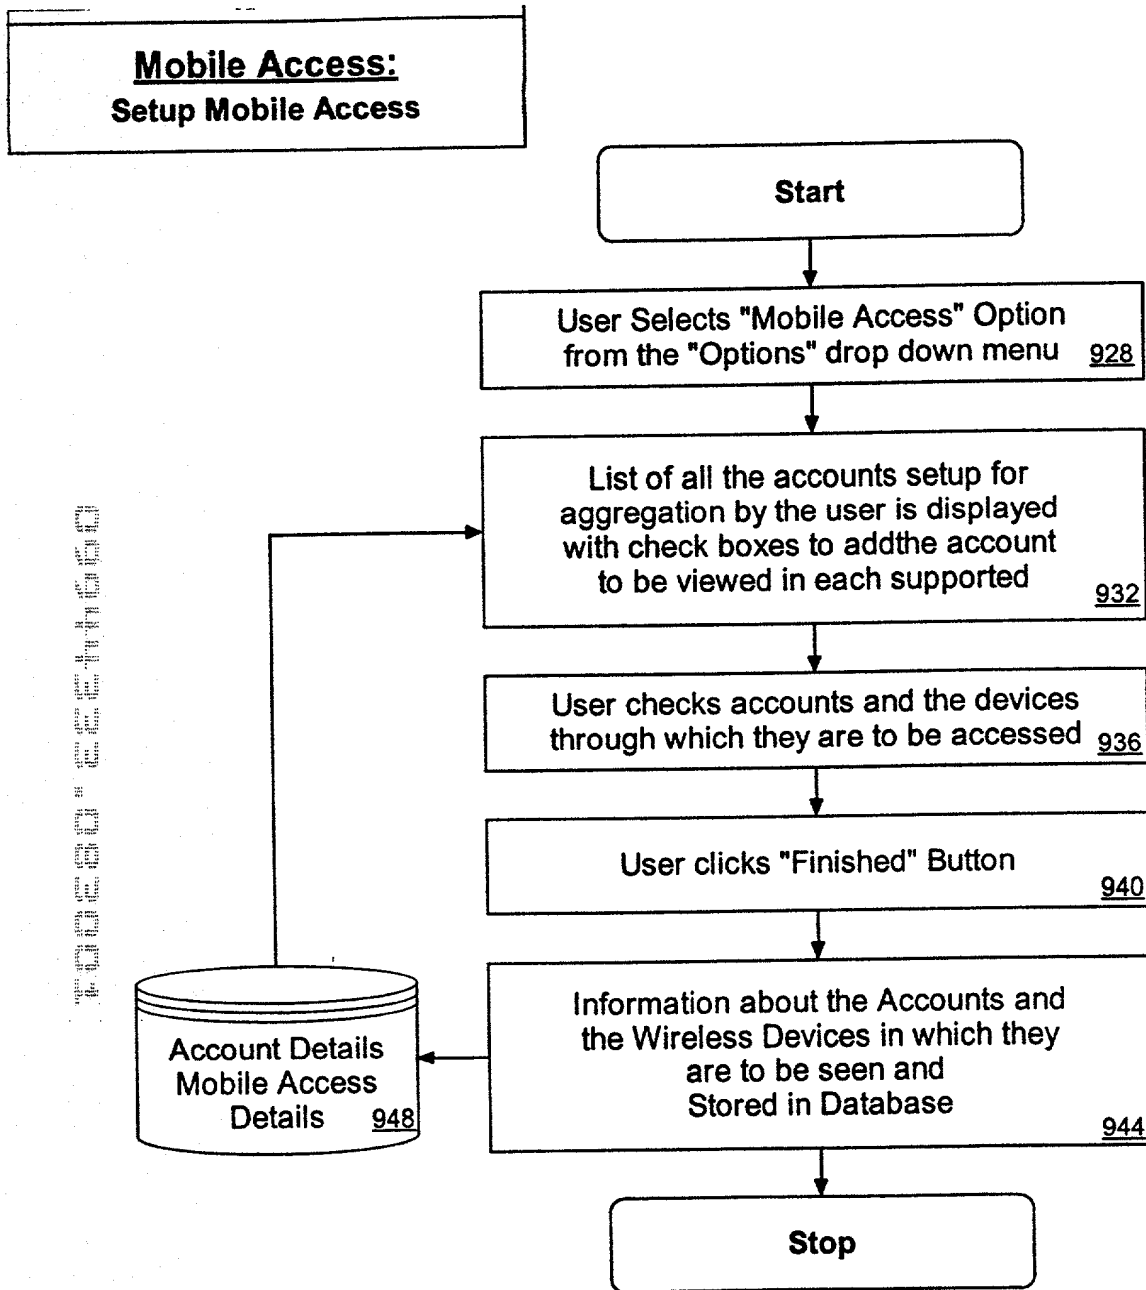 Mobile Access:
Setup Mobile Access
Start
User Selects "Mobile Access" Option
from the "Options" drop down menu 928
List of all the accounts setup for
aggregation by the user is displayed
with check boxes to addthe account
to be viewed in each supported
932
User checks accounts and the devices
through which they are to be accessed 936
User clicks "Finished" Button
940
Information about the Accounts and
the Wireless Devices in which they
are to be seen and
Stored in Database
944
Account Details
Mobile Access
Details 948
Stop